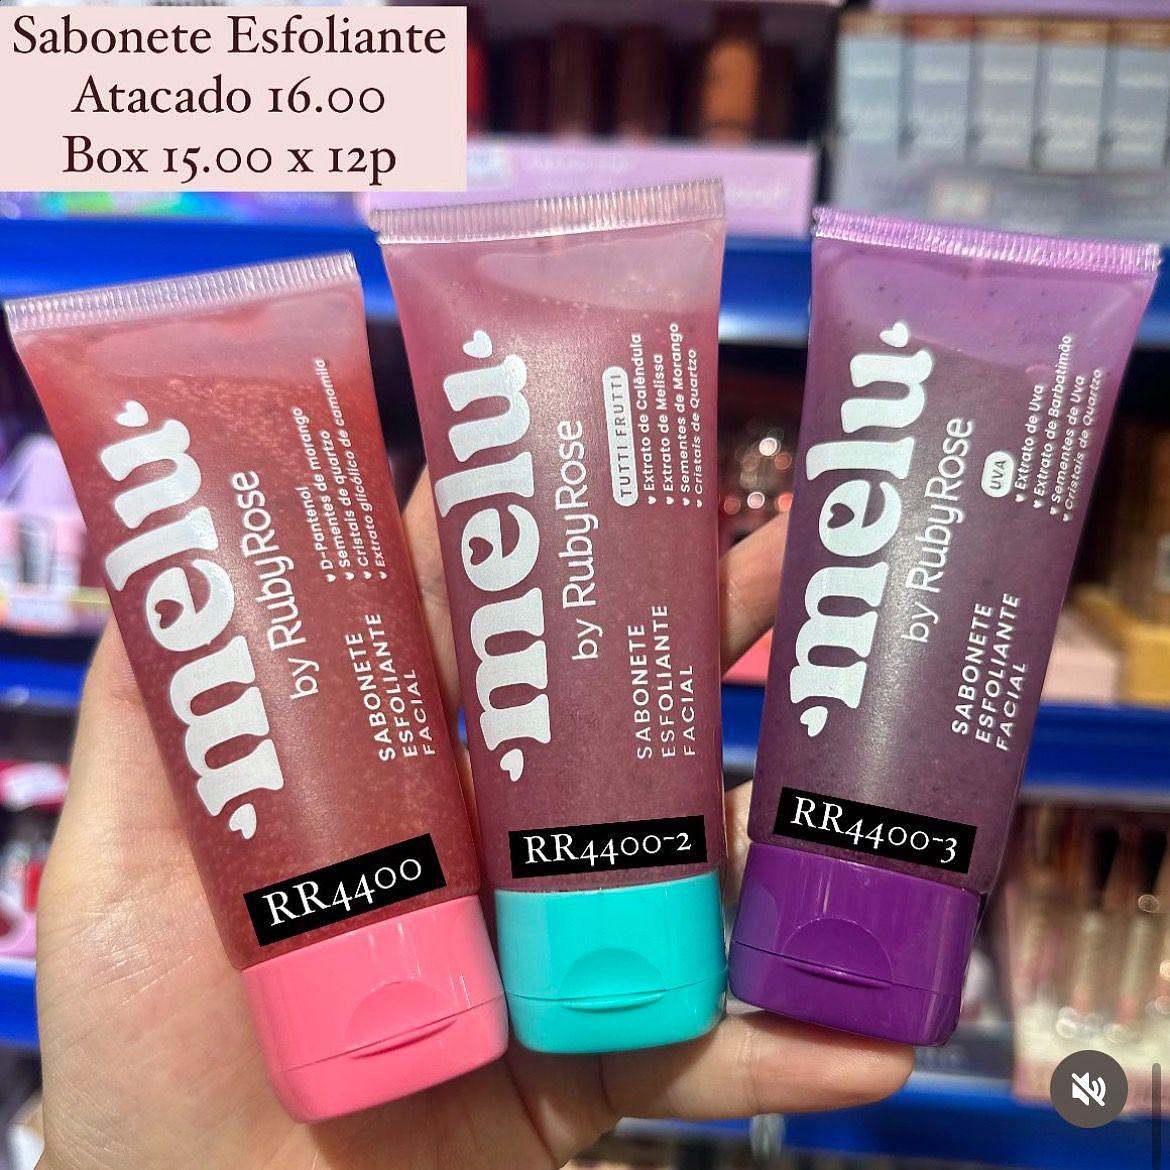 Sabonete Esfoliante
Atacado 16.00
Box 15.00 x 12p
melu
by RubyRose
D-Pantenol
Sementes de morango
Cristais de quartzo
Extrato glicólico de camomila
SABONETE
ESFOLIANTE
FACIAL
RR4400
melu
by RubyRose
TUTTI FRUTTI
Extrato de Calêndula
Extrato de Melissa
Sementes de Morango
Cristais de Quartzo
SABONETE
ESFOLIANTE
FACIAL
RR4400-2
melu
by RubyRose
UVA
Extrato de Uva
Extrato de Barbatimão
Sementes de Uva
Cristais de Quartzo
SABONETE
ESFOLIANTE
FACIAL
RR4400-3